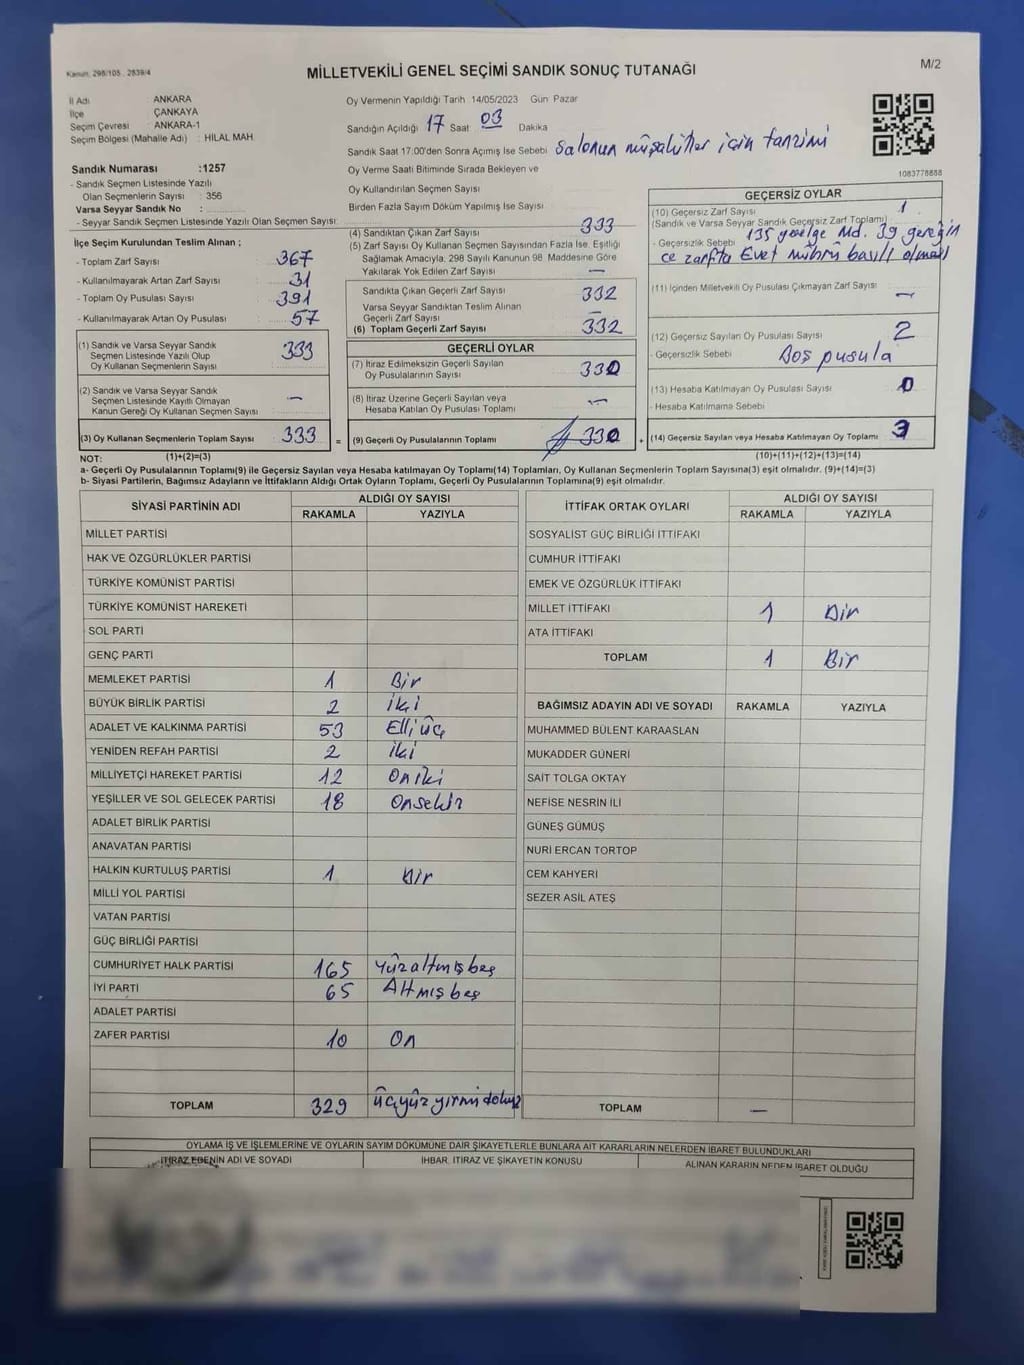 Kanun, 298/105 , 2839/4
MİLLETVEKİLİ GENEL SEÇİMİ SANDIK SONUÇ TUTANAĞI
M/2
İl Adı : ANKARA
İlçe ÇANKAYA
Seçim Çevresi : ANKARA-1
Seçim Bölgesi (Mahalle Adı) : HİLAL MAH.
Sandık Numarası :1257
- Sandık Seçmen Listesinde Yazılı
Olan Seçmenlerin Sayısı : 356
Varsa Seyyar Sandık No :
- Seyyar Sandık Seçmen Listesinde Yazılı Olan Seçmen Sayısı:
Oy Vermenin Yapıldığı Tarih 14/05/2023 Gün Pazar
Sandığın Açıldığı 17 Saat 03 Dakika
Sandık Saat 17:00'den Sonra Açımış İse Sebebi Salonun müşahitler için tanzimi
Oy Verme Saati Bitiminde Sırada Bekleyen ve
Oy Kullandırılan Seçmen Sayısı
Birden Fazla Sayım Döküm Yapılmış İse Sayısı
1083778888
İlçe Seçim Kurulundan Teslim Alınan ;
- Toplam Zarf Sayısı : 367
- Kullanılmayarak Artan Zarf Sayısı : 31
- Toplam Oy Pusulası Sayısı : 391
- Kullanılmayarak Artan Oy Pusulası : 57
(1) Sandık ve Varsa Seyyar Sandık
Seçmen Listesinde Yazılı Olup
Oy Kullanan Seçmenlerin Sayısı 333
(2) Sandık ve Varsa Seyyar Sandık
Seçmen Listesinde Kayıtlı Olmayan
Kanun Gereği Oy Kullanan Seçmen Sayısı —
(3) Oy Kullanan Seçmenlerin Toplam Sayısı 333 =
(4) Sandıktan Çıkan Zarf Sayısı 333
(5) Zarf Sayısı Oy Kullanan Seçmen Sayısından Fazla İse, Eşitliği
Sağlamak Amacıyla, 298 Sayılı Kanunun 98. Maddesine Göre
Yakılarak Yok Edilen Zarf Sayısı —
Sandıkta Çıkan Geçerli Zarf Sayısı 332
Varsa Seyyar Sandıktan Teslim Alınan
Geçerli Zarf Sayısı —
(6) Toplam Geçerli Zarf Sayısı 332
GEÇERLİ OYLAR
(7) İtiraz Edilmeksizin Geçerli Sayılan
Oy Pusulalarının Sayısı 330
(8) İtiraz Üzerine Geçerli Sayılan veya
Hesaba Katılan Oy Pusulası Toplamı —
(9) Geçerli Oy Pusulalarının Toplamı 330 +
GEÇERSİZ OYLAR
(10) Geçersiz Zarf Sayısı 1
(Sandık ve Varsa Seyyar Sandık Geçersiz Zarf Toplamı)
- Geçersizlik Sebebi 135 genelge Md. 39 gereğin
ce zarfta Evet mührü basılı olması
(11) İçinden Milletvekili Oy Pusulası Çıkmayan Zarf Sayısı —
(12) Geçersiz Sayılan Oy Pusulası Sayısı 2
- Geçersizlik Sebebi Boş pusula
(13) Hesaba Katılmayan Oy Pusulası Sayısı 0
- Hesaba Katılmama Sebebi
(14) Geçersiz Sayılan veya Hesaba Katılmayan Oy Toplamı 3
NOT: (1)+(2)=(3) (10)+(11)+(12)+(13)=(14)
a- Geçerli Oy Pusulalarının Toplamı(9) ile Geçersiz Sayılan veya Hesaba katılmayan Oy Toplamı(14) Toplamları, Oy Kullanan Seçmenlerin Toplam Sayısına(3) eşit olmalıdır. (9)+(14)=(3)
b- Siyasi Partilerin, Bağımsız Adayların ve İttifakların Aldığı Ortak Oyların Toplamı, Geçerli Oy Pusulalarının Toplamına(9) eşit olmalıdır.
SİYASİ PARTİNİN ADI ALDIĞI OY SAYISI
RAKAMLA YAZIYLA
MİLLET PARTİSİ
HAK VE ÖZGÜRLÜKLER PARTİSİ
TÜRKİYE KOMÜNİST PARTİSİ
TÜRKİYE KOMÜNİST HAREKETİ
SOL PARTİ
GENÇ PARTİ
MEMLEKET PARTİSİ 1 Bir
BÜYÜK BİRLİK PARTİSİ 2 İki
ADALET VE KALKINMA PARTİSİ 53 Elliüç
YENİDEN REFAH PARTİSİ 2 iki
MİLLİYETÇİ HAREKET PARTİSİ 12 Oniki
YEŞİLLER VE SOL GELECEK PARTİSİ 18 Onsekiz
ADALET BİRLİK PARTİSİ
ANAVATAN PARTİSİ
HALKIN KURTULUŞ PARTİSİ 1 Bir
MİLLİ YOL PARTİSİ
VATAN PARTİSİ
GÜÇ BİRLİĞİ PARTİSİ
CUMHURİYET HALK PARTİSİ 165 Yüzaltmışbeş
İYİ PARTİ 65 Altmışbeş
ADALET PARTİSİ
ZAFER PARTİSİ 10 On
TOPLAM 329 üçyüzyirmidokuz
İTTİFAK ORTAK OYLARI ALDIĞI OY SAYISI
RAKAMLA YAZIYLA
SOSYALİST GÜÇ BİRLİĞİ İTTİFAKI
CUMHUR İTTİFAKI
EMEK VE ÖZGÜRLÜK İTTİFAKI
MİLLET İTTİFAKI 1 Bir
ATA İTTİFAKI
TOPLAM 1 Bir
BAĞIMSIZ ADAYIN ADI VE SOYADI RAKAMLA YAZIYLA
MUHAMMED BÜLENT KARAASLAN
MUKADDER GÜNERİ
SAİT TOLGA OKTAY
NEFİSE NESRİN İLİ
GÜNEŞ GÜMÜŞ
NURİ ERCAN TORTOP
CEM KAHYERİ
SEZER ASİL ATEŞ
TOPLAM —
OYLAMA İŞ VE İŞLEMLERİNE VE OYLARIN SAYIM DÖKÜMÜNE DAİR ŞİKAYETLERLE BUNLARA AİT KARARLARIN NELERDEN İBARET BULUNDUKLARI
İTİRAZ EDENİN ADI VE SOYADI İHBAR, İTİRAZ VE ŞİKAYETİN KONUSU ALINAN KARARIN NEDEN İBARET OLDUĞU